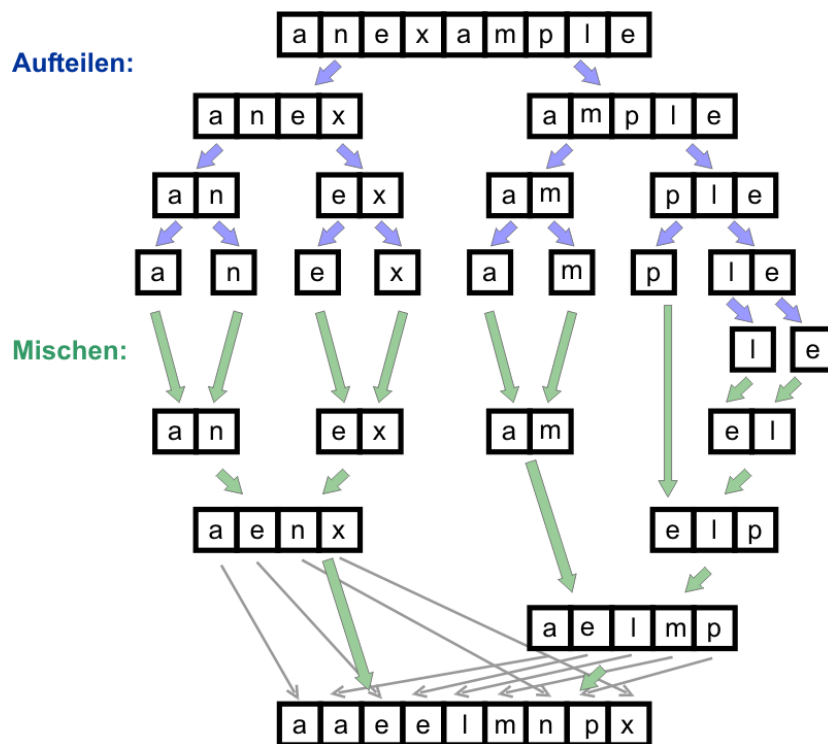 a n e x a m p l e
Aufteilen:
a n e x a m p l e
a n e x a m p l e
a n e x a m p l e
Mischen: l e
a n e x a m e l
a e n x e l p
a e l m p
a a e e l m n p x